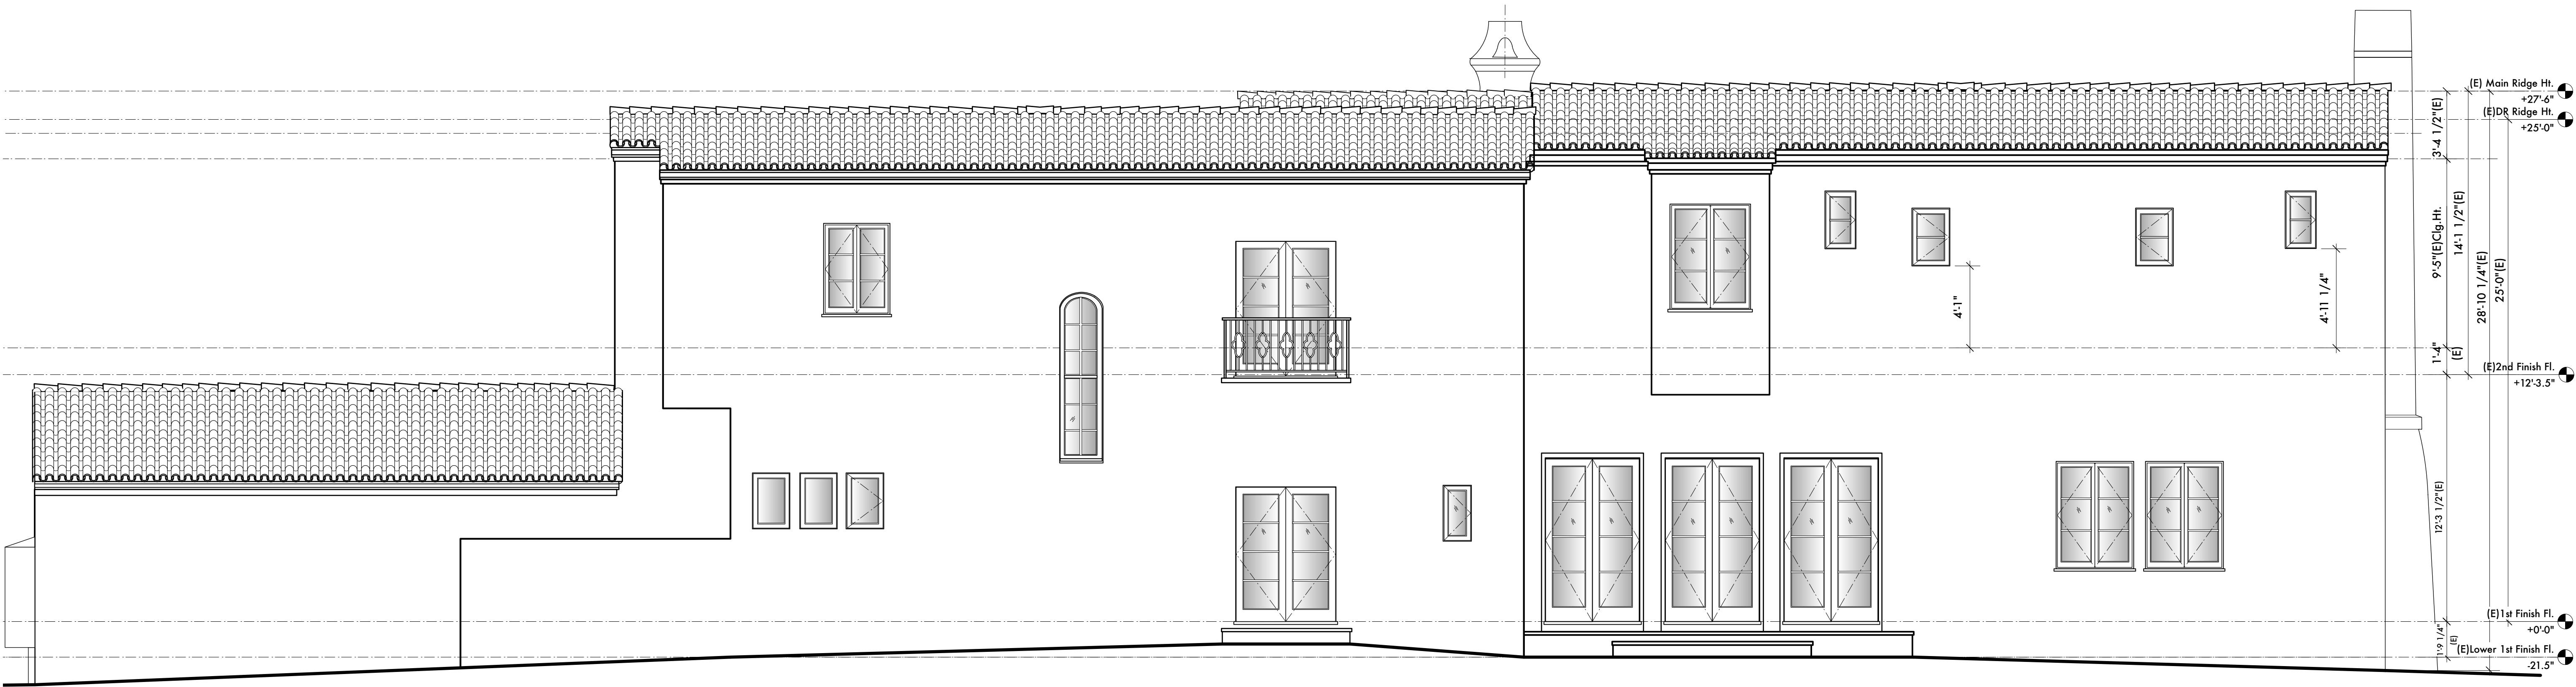 (E) Main Ridge Ht.
+27'-6"
(E)DR Ridge Ht.
+25'-0"
3'-4 1/2"(E)
9'-5"(E)Clg.Ht.
14'-1 1/2"(E)
28'-10 1/4"(E)
25'-0"(E)
4'-1"
4'-11 1/4"
1'-4"
(E)
(E)2nd Finish Fl.
+12'-3.5"
12'-3 1/2"(E)
(E)1st Finish Fl.
+0'-0"
1'-9 1/4"
(E)
(E)Lower 1st Finish Fl.
-21.5"